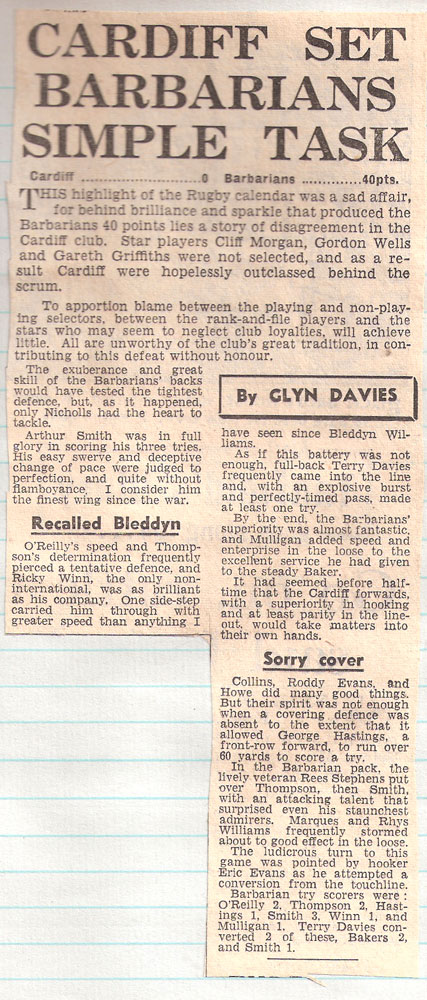 CARDIFF SET
BARBARIANS
SIMPLE TASK
Cardiff ........................0 Barbarians .............40pts.
THIS highlight of the Rugby calendar was a sad affair,
for behind brilliance and sparkle that produced the
Barbarians 40 points lies a story of disagreement in the
Cardiff club. Star players Cliff Morgan, Gordon Wells
and Gareth Griffiths were not selected, and as a re-
sult Cardiff were hopelessly outclassed behind the
scrum.
To apportion blame between the playing and non-play-
ing selectors, between the rank-and-file players and the
stars who may seem to neglect club loyalties, will achieve
little. All are unworthy of the club's great tradition, in con-
tributing to this defeat without honour.
The exuberance and great
skill of the Barbarians' backs
would have tested the tightest
defence, but, as it happened,
only Nicholls had the heart to
tackle.
Arthur Smith was in full
glory in scoring his three tries.
His easy swerve and deceptive
change of pace were judged to
perfection, and quite without
flamboyance. I consider him
the finest wing since the war.
Recalled Bleddyn
O'Reilly's speed and Thomp-
son's determination frequently
pierced a tentative defence, and
Ricky Winn, the only non-
international, was as brilliant
as his company. One side-step
carried him through with
greater speed than anything I
By GLYN DAVIES
have seen since Bleddyn Wil-
liams.
As if this battery was not
enough, full-back Terry Davies
frequently came into the line
and, with an explosive burst
and perfectly-timed pass, made
at least one try.
By the end, the Barbarians'
superiority was almost fantastic,
and Mulligan added speed and
enterprise in the loose to the
excellent service he had given
to the steady Baker.
It had seemed before half-
time that the Cardiff forwards,
with a superiority in hooking
and at least parity in the line-
out, would take matters into
their own hands.
Sorry cover
Collins, Roddy Evans, and
Howe did many good things.
But their spirit was not enough
when a covering defence was
absent to the extent that it
allowed George Hastings, a
front-row forward, to run over
60 yards to score a try.
In the Barbarian pack, the
lively veteran Rees Stephens put
over Thompson, then Smith,
with an attacking talent that
surprised even his staunchest
admirers. Marques and Rhys
Williams frequently stormed
about to good effect in the loose.
The ludicrous turn to this
game was pointed by hooker
Eric Evans as he attempted a
conversion from the touchline.
Barbarian try scorers were:
O'Reilly 2, Thompson 2, Hast-
ings 1, Smith 3, Winn 1, and
Mulligan 1. Terry Davies con-
verted 2 of these, Bakers 2,
and Smith 1.